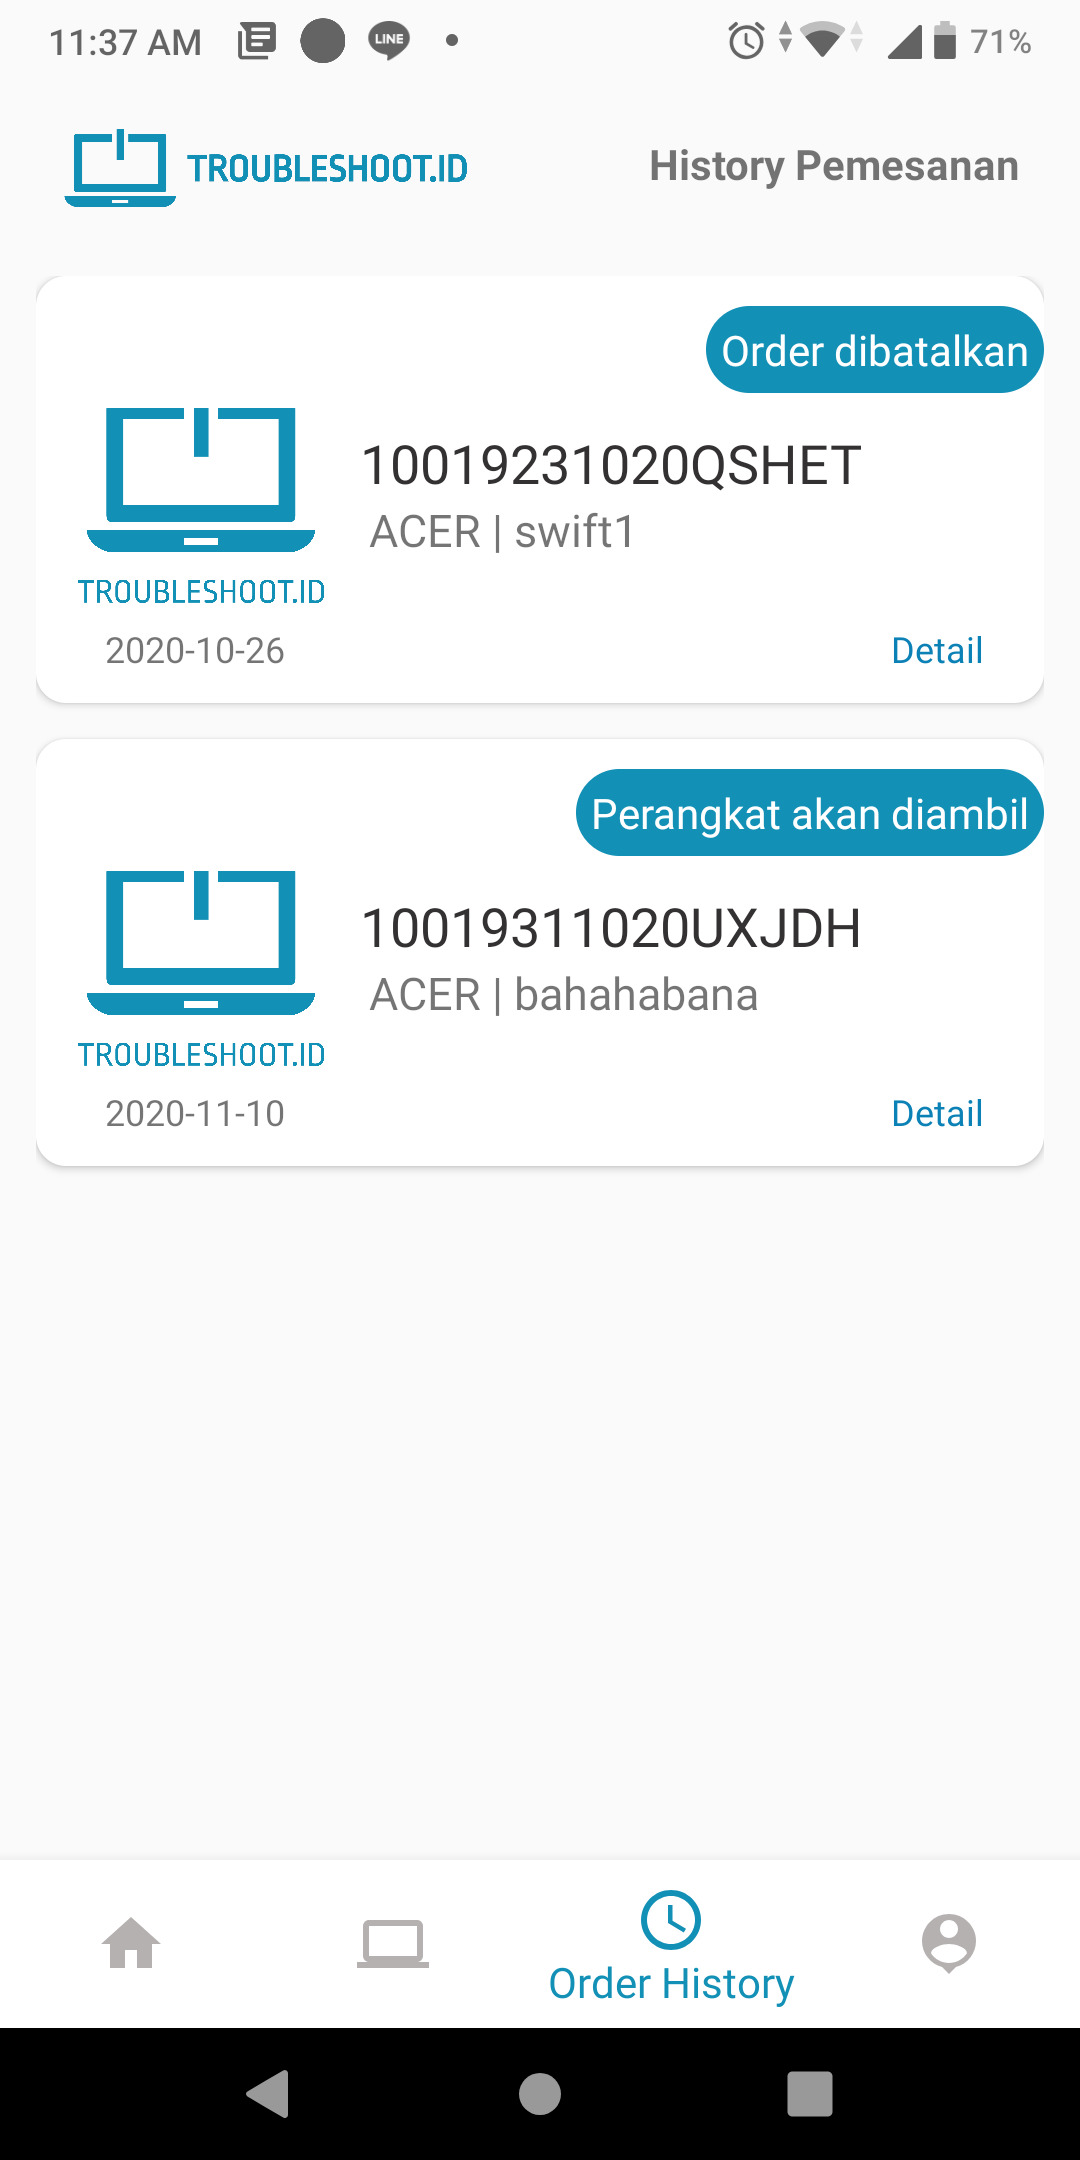 11:37 AM
LINE
71%
TROUBLESHOOT.ID
History Pemesanan
Order dibatalkan
10019231020QSHET
ACER | swift1
TROUBLESHOOT.ID
2020-10-26
Detail
Perangkat akan diambil
10019311020UXJDH
ACER | bahahabana
TROUBLESHOOT.ID
2020-11-10
Detail
Order History